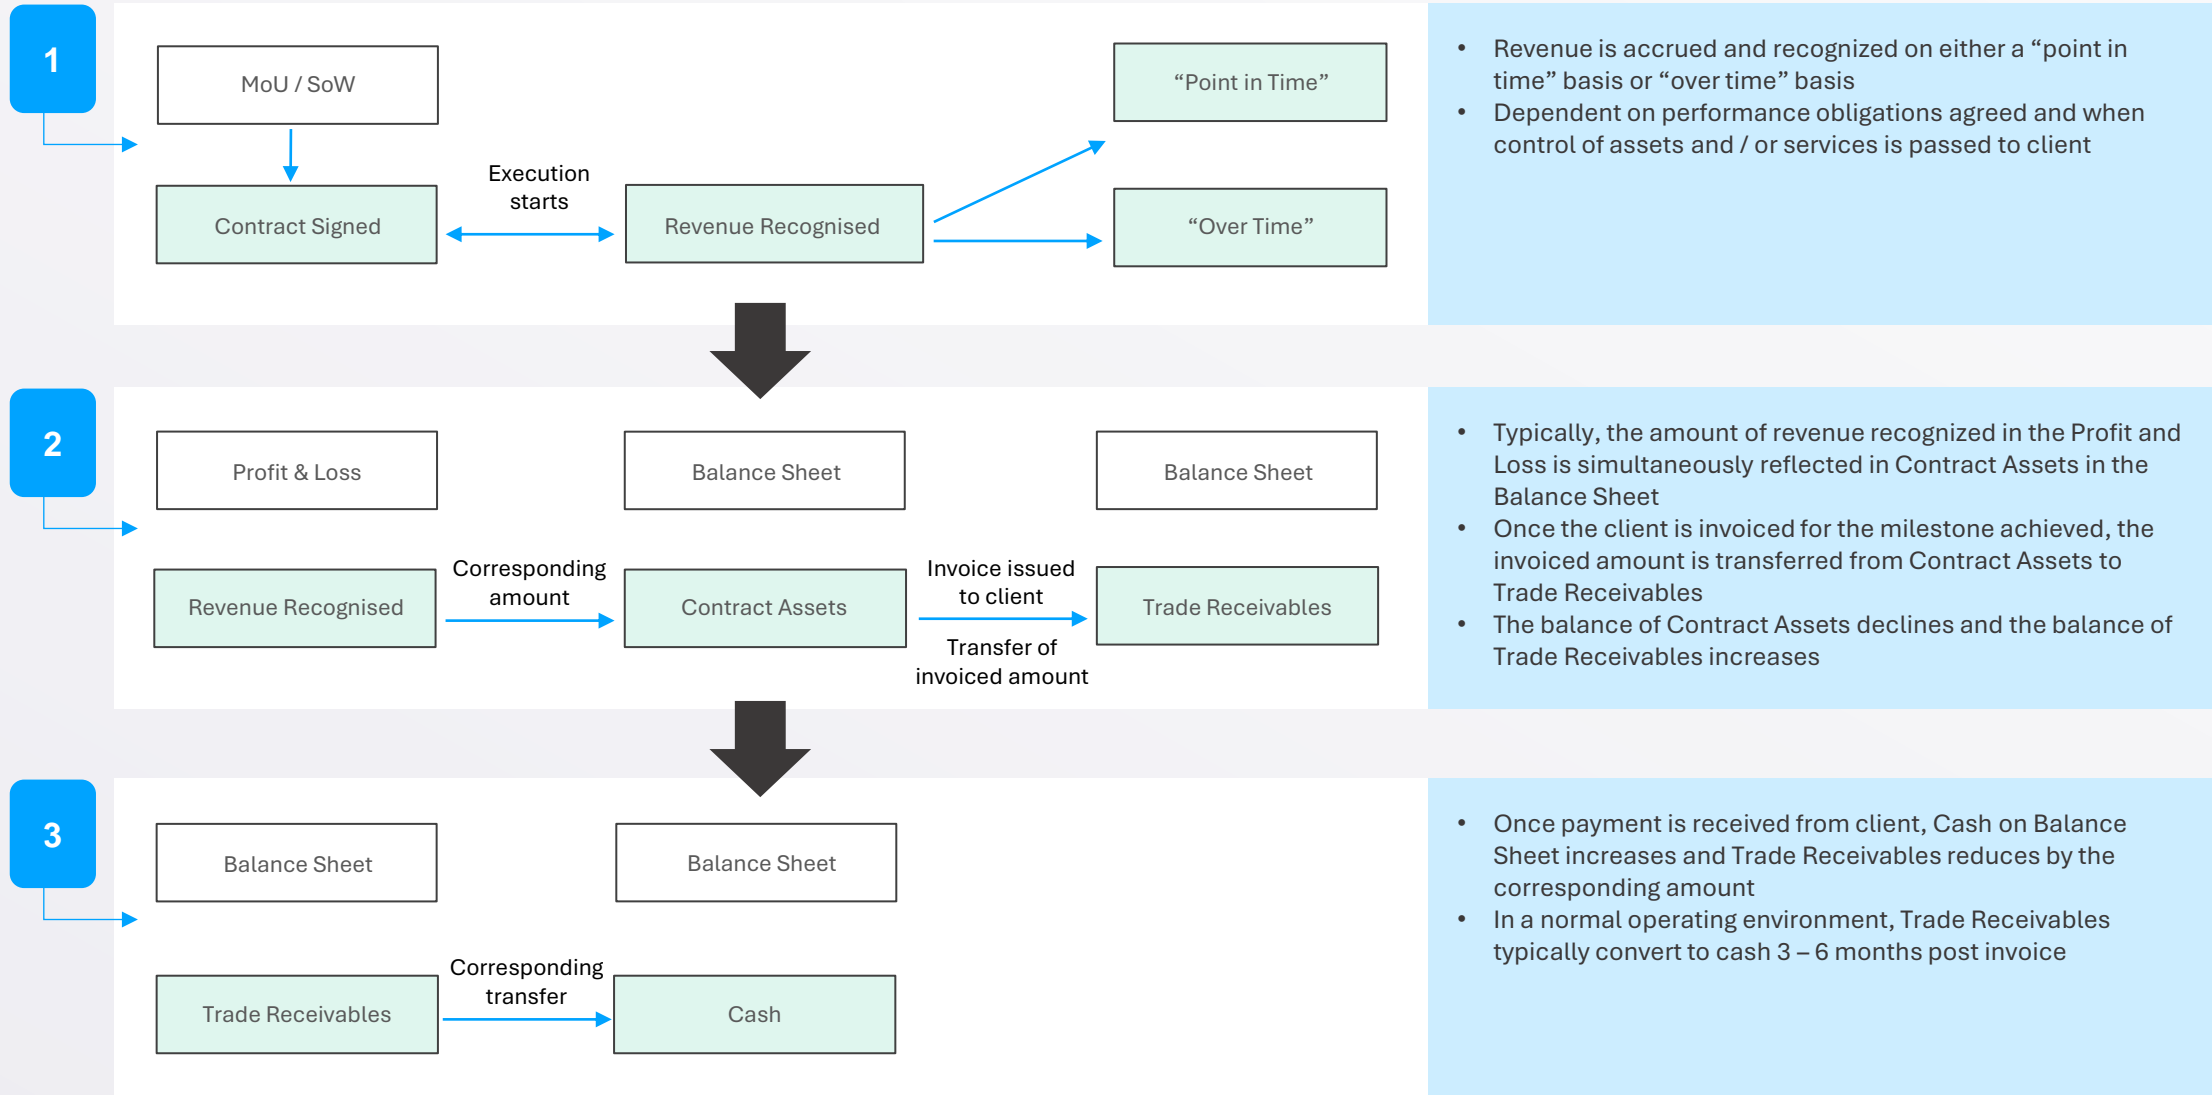 1
MoU / SoW
Contract Signed
Execution
starts
Revenue Recognised
“Point in Time”
“Over Time”
• Revenue is accrued and recognized on either a “point in
time” basis or “over time” basis
• Dependent on performance obligations agreed and when
control of assets and / or services is passed to client
2
Profit & Loss
Balance Sheet
Balance Sheet
Revenue Recognised
Corresponding
amount
Contract Assets
Invoice issued
to client
Transfer of
invoiced amount
Trade Receivables
• Typically, the amount of revenue recognized in the Profit and
Loss is simultaneously reflected in Contract Assets in the
Balance Sheet
• Once the client is invoiced for the milestone achieved, the
invoiced amount is transferred from Contract Assets to
Trade Receivables
• The balance of Contract Assets declines and the balance of
Trade Receivables increases
3
Balance Sheet
Balance Sheet
Trade Receivables
Corresponding
transfer
Cash
• Once payment is received from client, Cash on Balance
Sheet increases and Trade Receivables reduces by the
corresponding amount
• In a normal operating environment, Trade Receivables
typically convert to cash 3 – 6 months post invoice